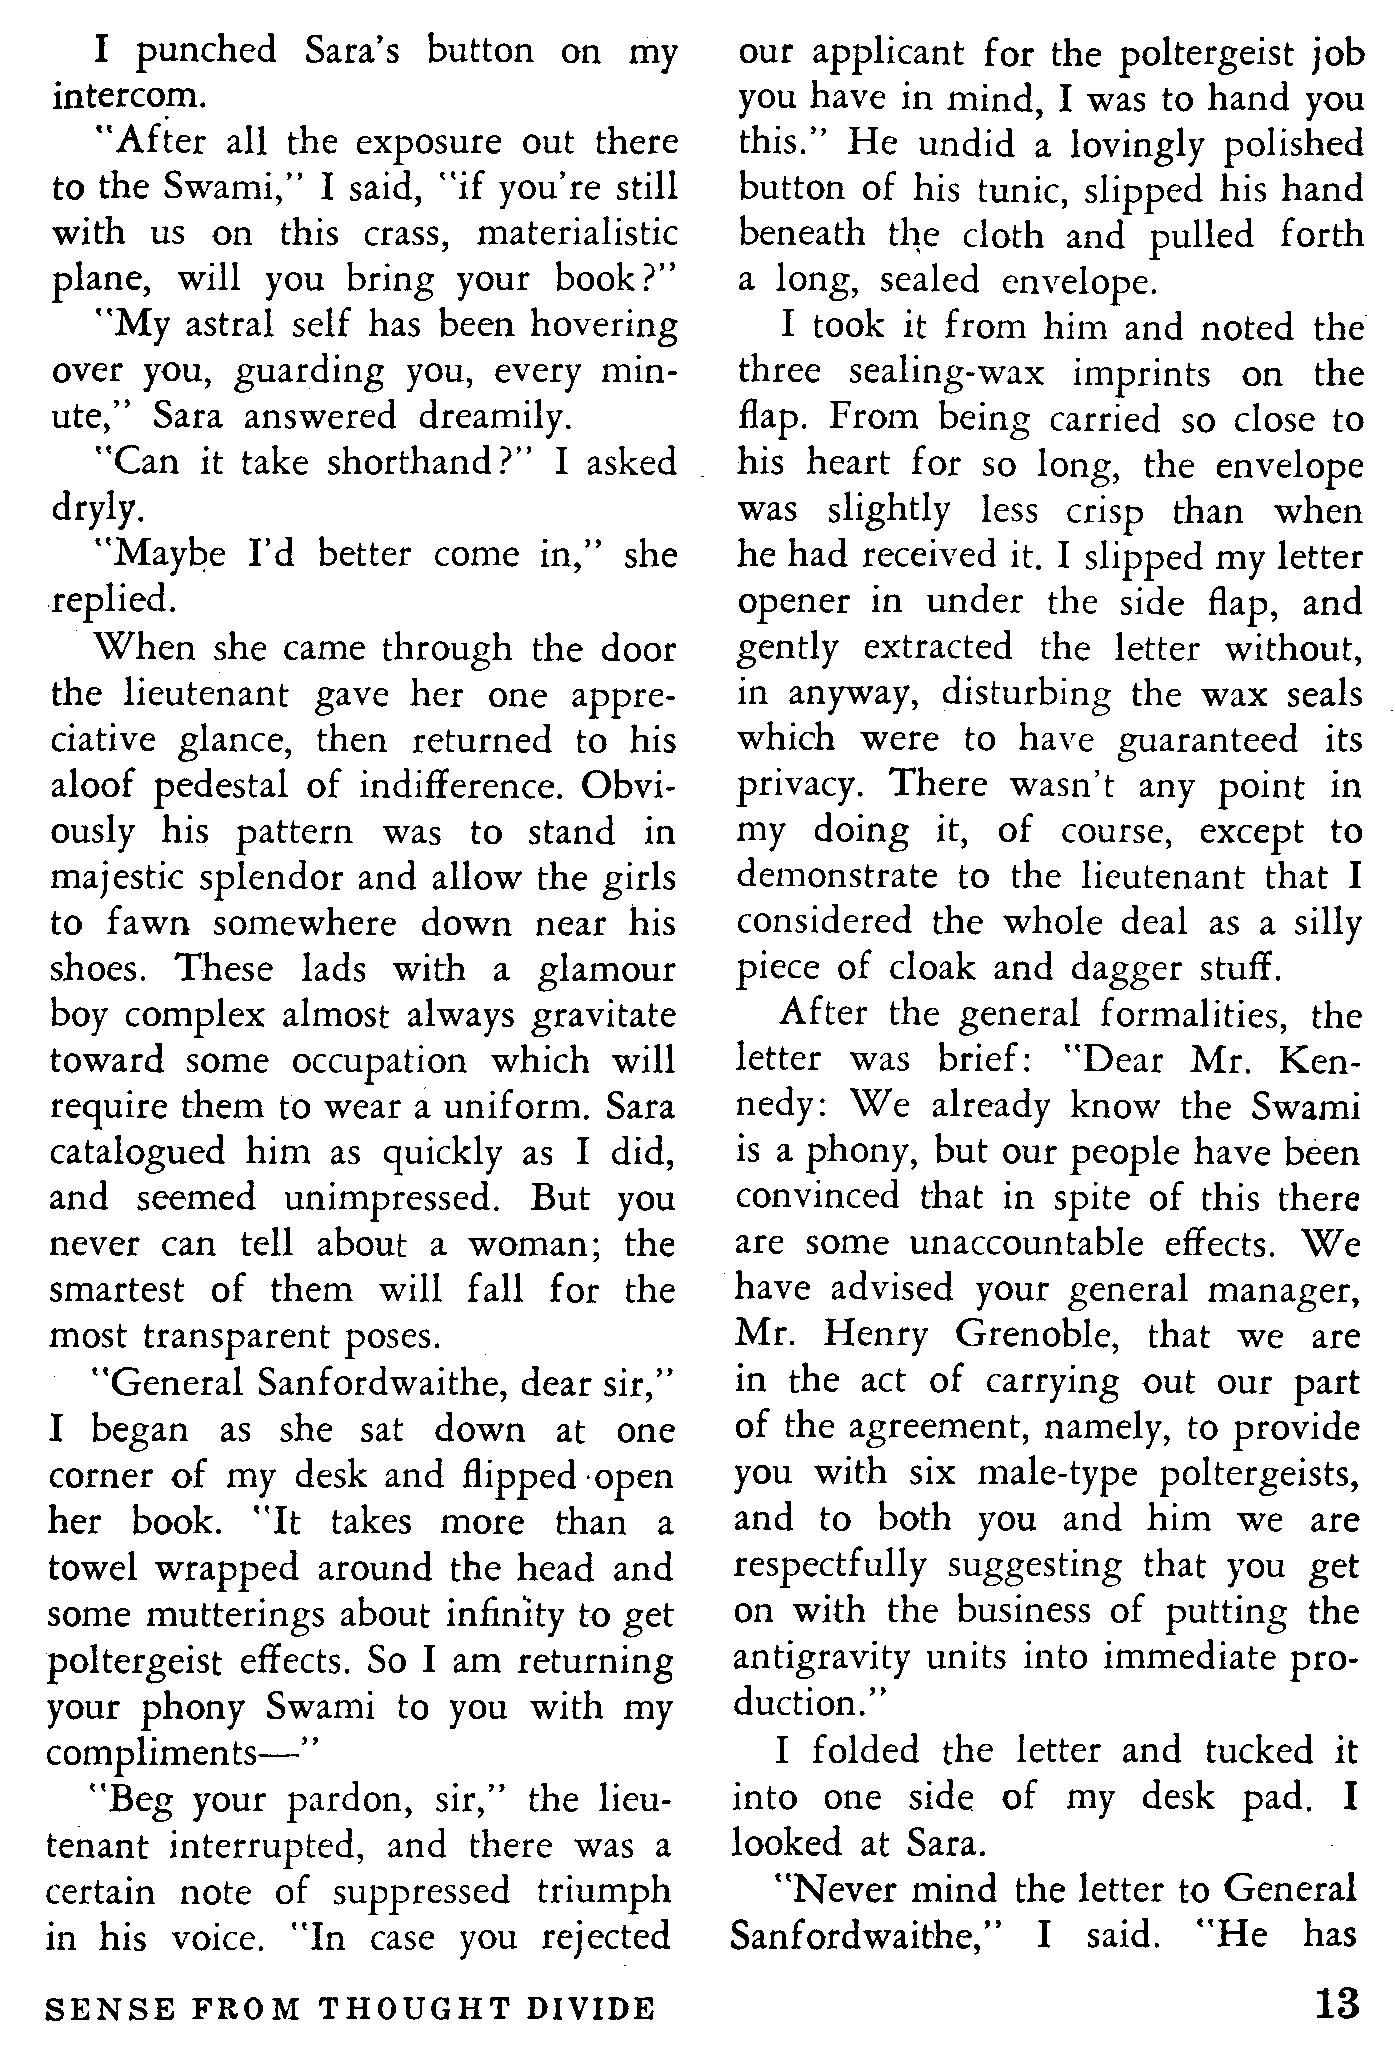 I punched Sara's button on my
intercom.
"After all the exposure out there
to the Swami," I said, "if you're still
with us on this crass, materialistic
plane, will you bring your book?"
"My astral self has been hovering
over you, guarding you, every min-
ute," Sara answered dreamily.
"Can it take shorthand?" I asked
dryly.
"Maybe I'd better come in," she
replied.
When she came through the door
the lieutenant gave her one appre-
ciative glance, then returned to his
aloof pedestal of indifference. Obvi-
ously his pattern was to stand in
majestic splendor and allow the girls
to fawn somewhere down near his
shoes. These lads with a glamour
boy complex almost always gravitate
toward some occupation which will
require them to wear a uniform. Sara
catalogued him as quickly as I did,
and seemed unimpressed. But you
never can tell about a woman; the
smartest of them will fall for the
most transparent poses.
"General Sanfordwaithe, dear sir,"
I began as she sat down at one
corner of my desk and flipped open
her book. "It takes more than a
towel wrapped around the head and
some mutterings about infinity to get
poltergeist effects. So I am returning
your phony Swami to you with my
compliments—"
"Beg your pardon, sir," the lieu-
tenant interrupted, and there was a
certain note of suppressed triumph
in his voice. "In case you rejected
our applicant for the poltergeist job
you have in mind, I was to hand you
this." He undid a lovingly polished
button of his tunic, slipped his hand
beneath the cloth and pulled forth
a long, sealed envelope.
I took it from him and noted the
three sealing-wax imprints on the
flap. From being carried so close to
his heart for so long, the envelope
was slightly less crisp than when
he had received it. I slipped my letter
opener in under the side flap, and
gently extracted the letter without,
in anyway, disturbing the wax seals
which were to have guaranteed its
privacy. There wasn't any point in
my doing it, of course, except to
demonstrate to the lieutenant that I
considered the whole deal as a silly
piece of cloak and dagger stuff.
After the general formalities, the
letter was brief: "Dear Mr. Ken-
nedy: We already know the Swami
is a phony, but our people have been
convinced that in spite of this there
are some unaccountable effects. We
have advised your general manager,
Mr. Henry Grenoble, that we are
in the act of carrying out our part
of the agreement, namely, to provide
you with six male-type poltergeists,
and to both you and him we are
respectfully suggesting that you get
on with the business of putting the
antigravity units into immediate pro-
duction."
I folded the letter and tucked it
into one side of my desk pad. I
looked at Sara.
"Never mind the letter to General
Sanfordwaithe," I said. "He has
SENSE FROM THOUGHT DIVIDE
13